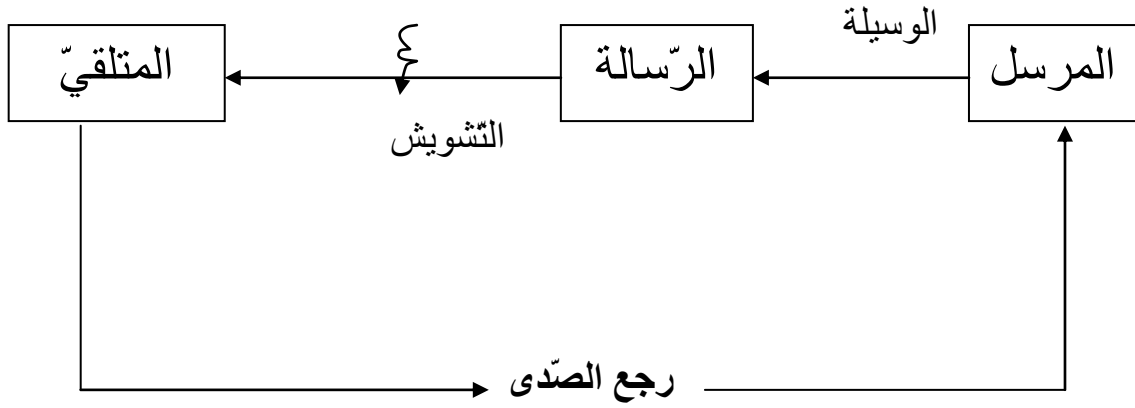 الوسيلة
المرسل
الرّسالة
المتلقيّ
التّشويش
رجع الصّدى